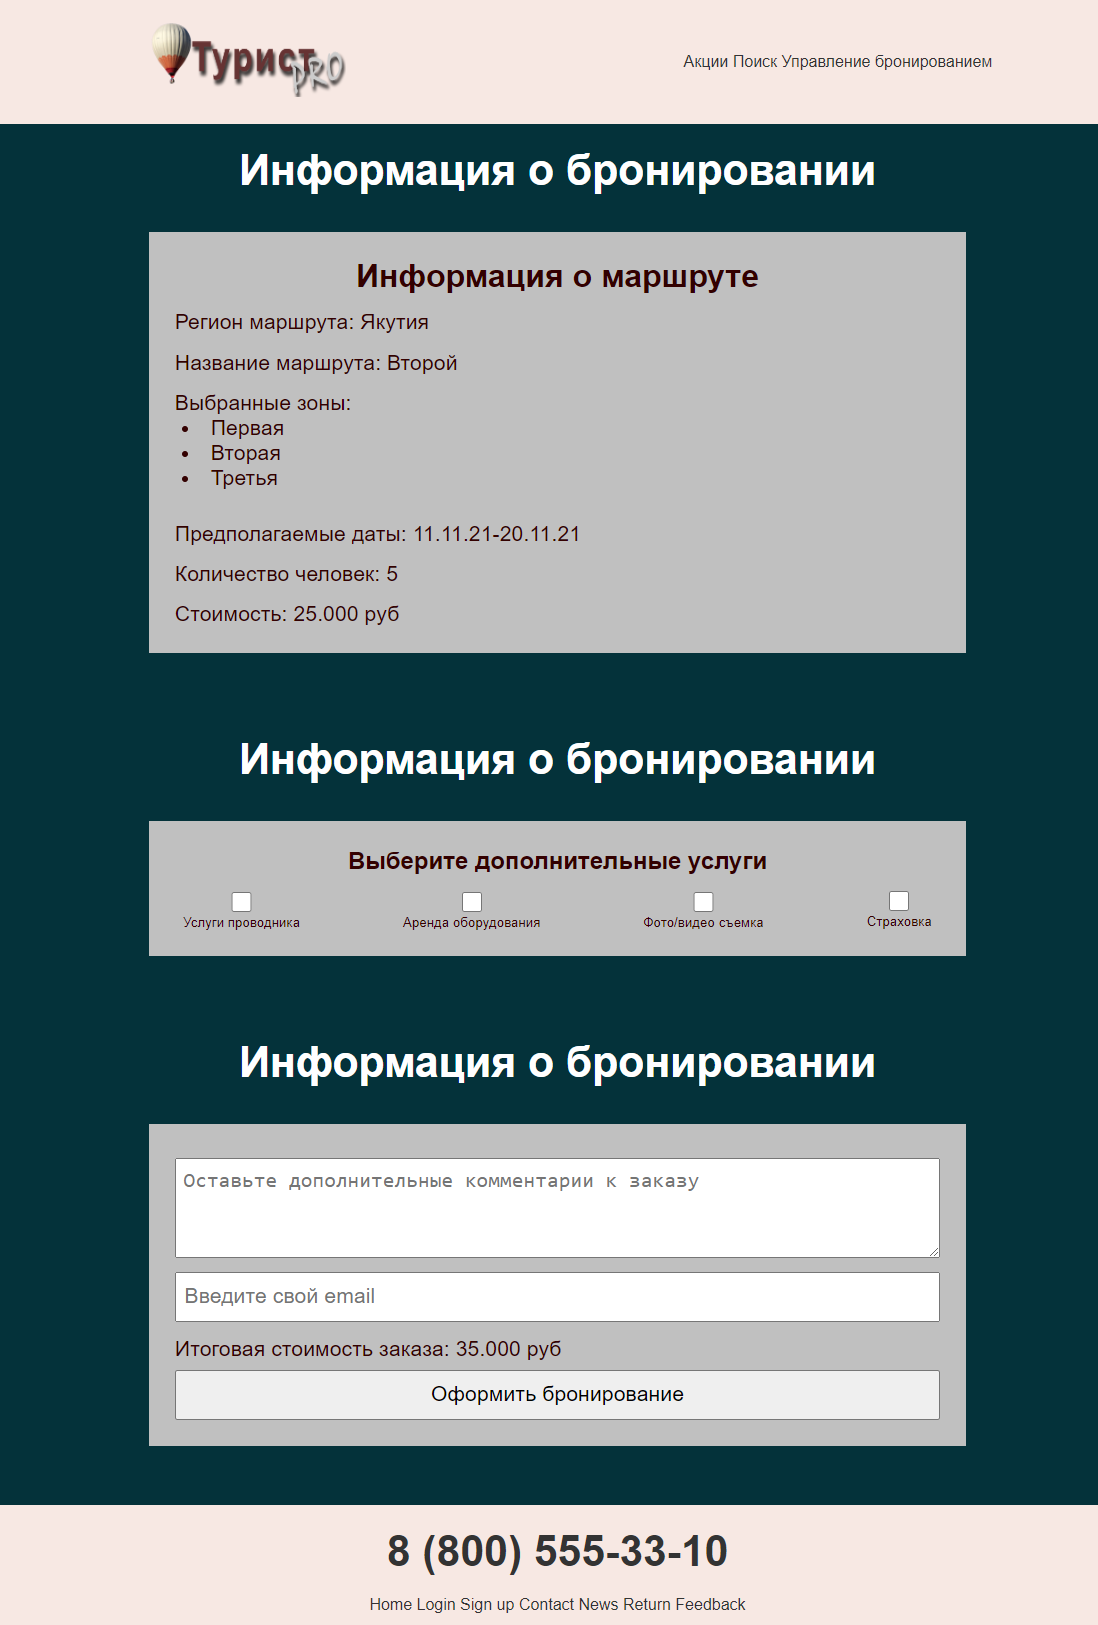 Турист PRO
Акции Поиск Управление бронированием
Информация о бронировании
Информация о маршруте
Регион маршрута: Якутия
Название маршрута: Второй
Выбранные зоны:
• Первая
• Вторая
• Третья
Предполагаемые даты: 11.11.21-20.11.21
Количество человек: 5
Стоимость: 25.000 руб
Информация о бронировании
Выберите дополнительные услуги
Услуги проводника Аренда оборудования Фото/видео съемка Страховка
Информация о бронировании
Оставьте дополнительные комментарии к заказу
Введите свой email
Итоговая стоимость заказа: 35.000 руб
Оформить бронирование
8 (800) 555-33-10
Home Login Sign up Contact News Return Feedback